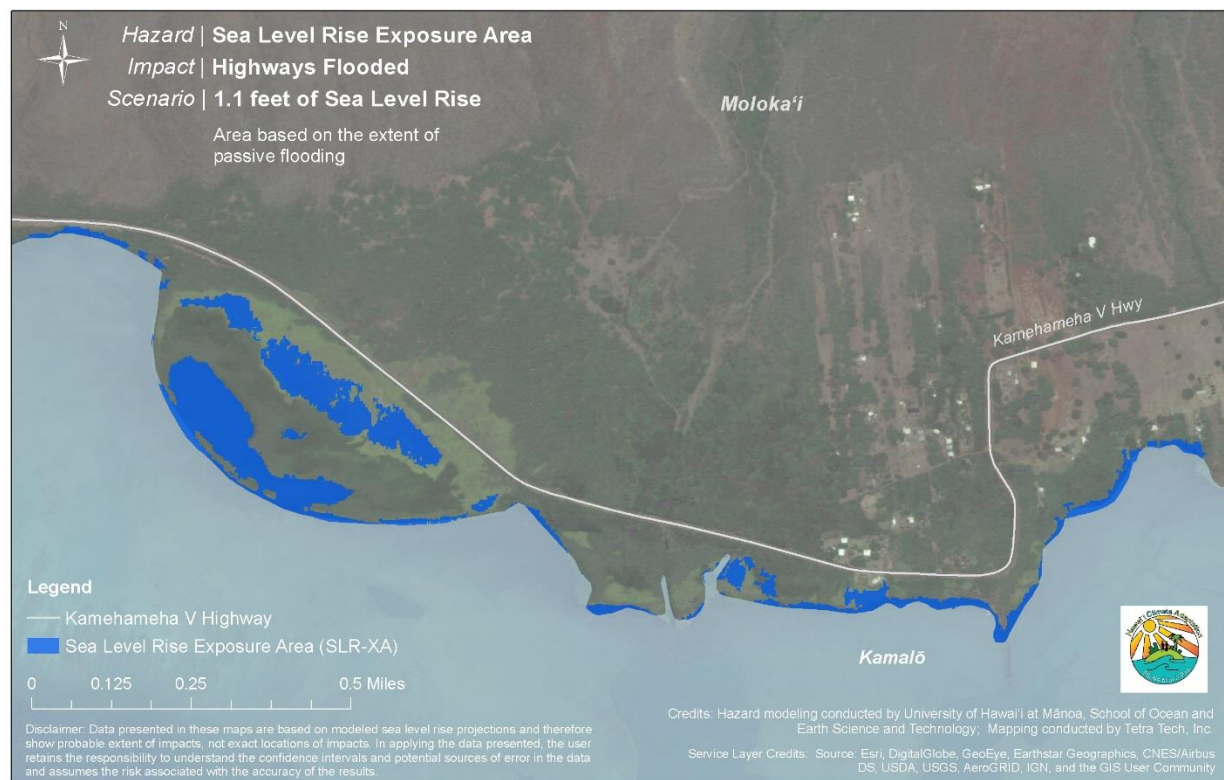 N
Hazard | Sea Level Rise Exposure Area
Impact | Highways Flooded
Scenario | 1.1 feet of Sea Level Rise
Area based on the extent of
passive flooding
Molokaʻi
Kamehameha V Hwy
Kamalō
Legend
Kamehameha V Highway
Sea Level Rise Exposure Area (SLR-XA)
0 0.125 0.25 0.5 Miles
Disclaimer: Data presented in these maps are based on modeled sea level rise projections and therefore
show probable extent of impacts, not exact locations of impacts. In applying the data presented, the user
retains the responsibility to understand the confidence intervals and potential sources of error in the data
and assumes the risk associated with the accuracy of the results.
Hawaiʻi Climate Adaptation
Credits: Hazard modeling conducted by University of Hawaiʻi at Mānoa, School of Ocean and
Earth Science and Technology; Mapping conducted by Tetra Tech, Inc.
Service Layer Credits: Source: Esri, DigitalGlobe, GeoEye, Earthstar Geographics, CNES/Airbus
DS, USDA, USGS, AeroGRID, IGN, and the GIS User Community